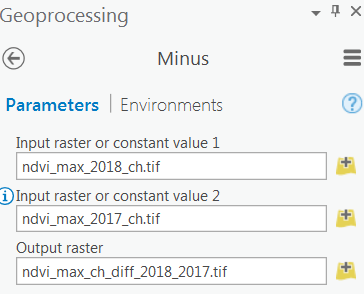 Geoprocessing
Minus
Parameters | Environments
Input raster or constant value 1
ndvi_max_2018_ch.tif
Input raster or constant value 2
ndvi_max_2017_ch.tif
Output raster
ndvi_max_ch_diff_2018_2017.tif